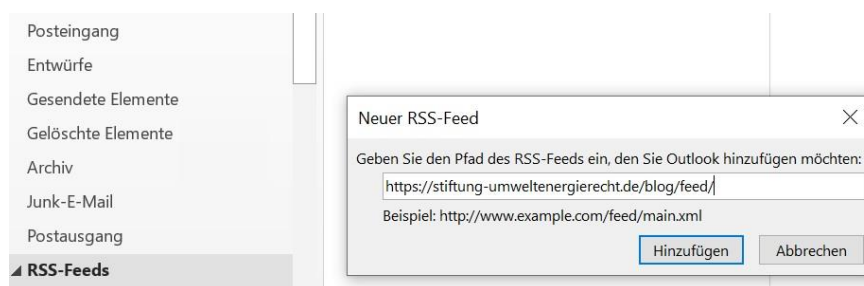 Posteingang
Entwürfe
Gesendete Elemente
Gelöschte Elemente
Archiv
Junk-E-Mail
Postausgang
RSS-Feeds
Neuer RSS-Feed
Geben Sie den Pfad des RSS-Feeds ein, den Sie Outlook hinzufügen möchten:
https://stiftung-umweltenergierecht.de/blog/feed/
Beispiel: http://www.example.com/feed/main.xml
Hinzufügen Abbrechen